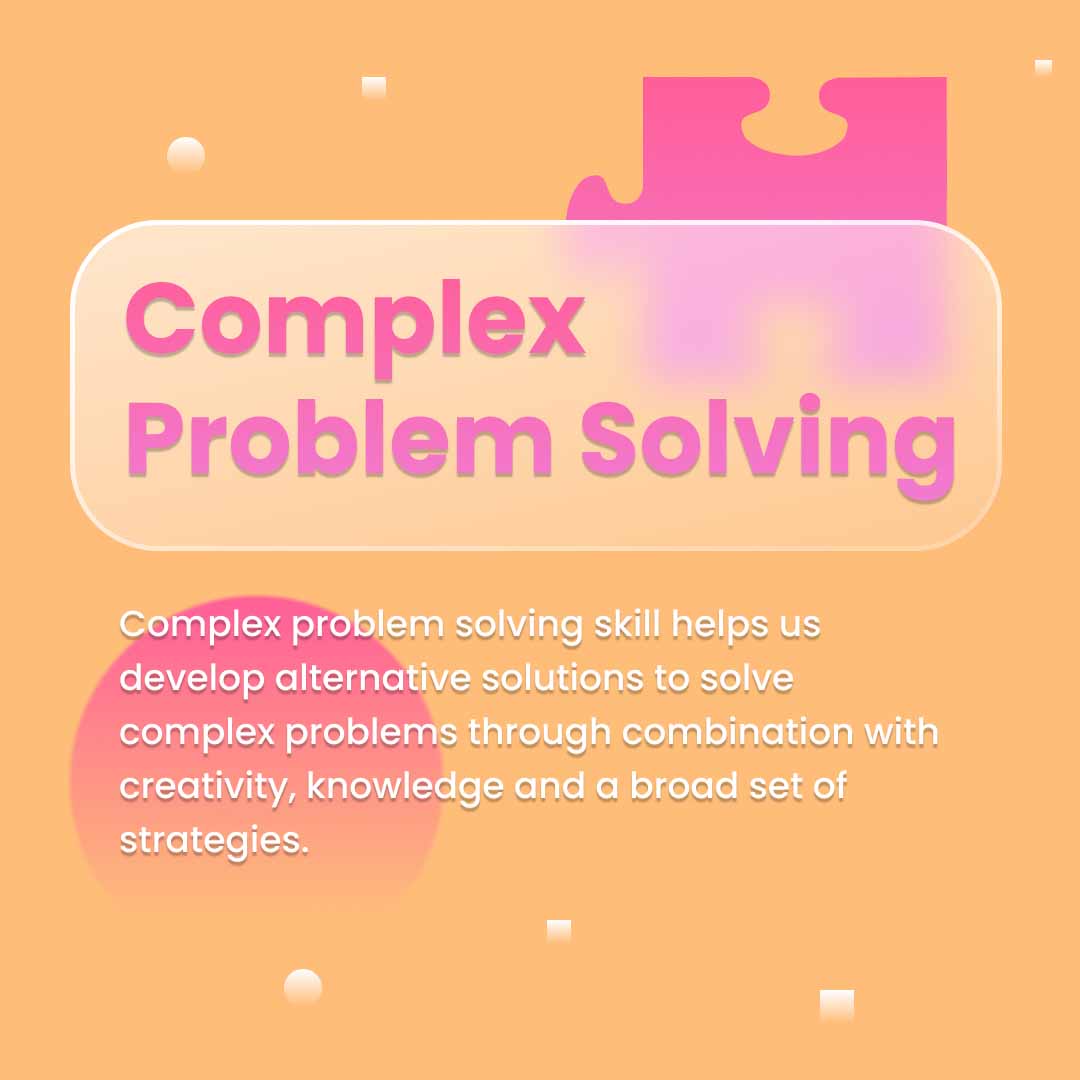 Complex
Problem Solving
Complex problem solving skill helps us
develop alternative solutions to solve
complex problems through combination with
creativity, knowledge and a broad set of
strategies.